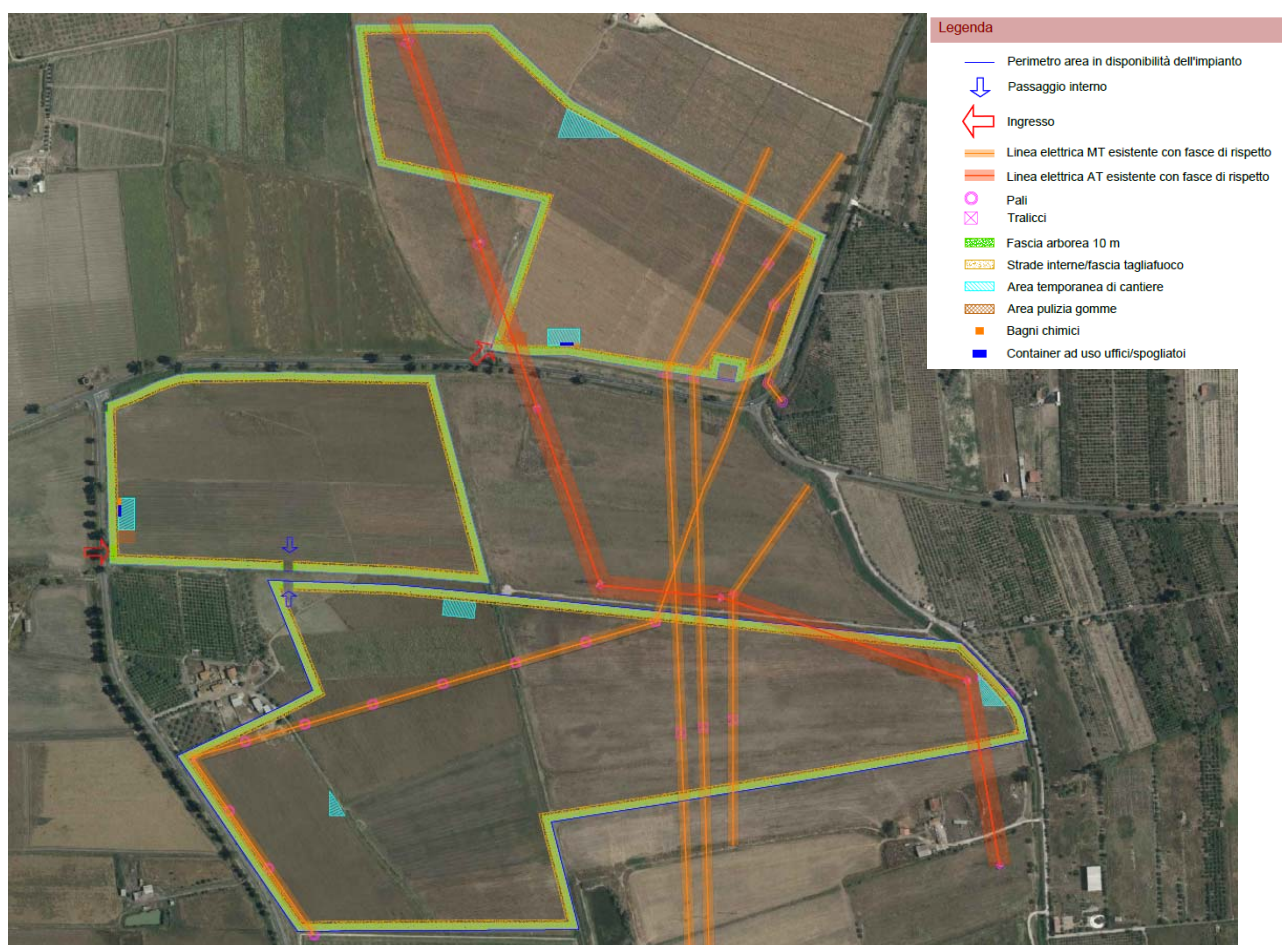 Legenda
Perimetro area in disponibilità dell'impianto
Passaggio interno
Ingresso
Linea elettrica MT esistente con fasce di rispetto
Linea elettrica AT esistente con fasce di rispetto
Pali
Tralicci
Fascia arborea 10 m
Strade interne/fascia tagliafuoco
Area temporanea di cantiere
Area pulizia gomme
Bagni chimici
Container ad uso uffici/spogliatoi